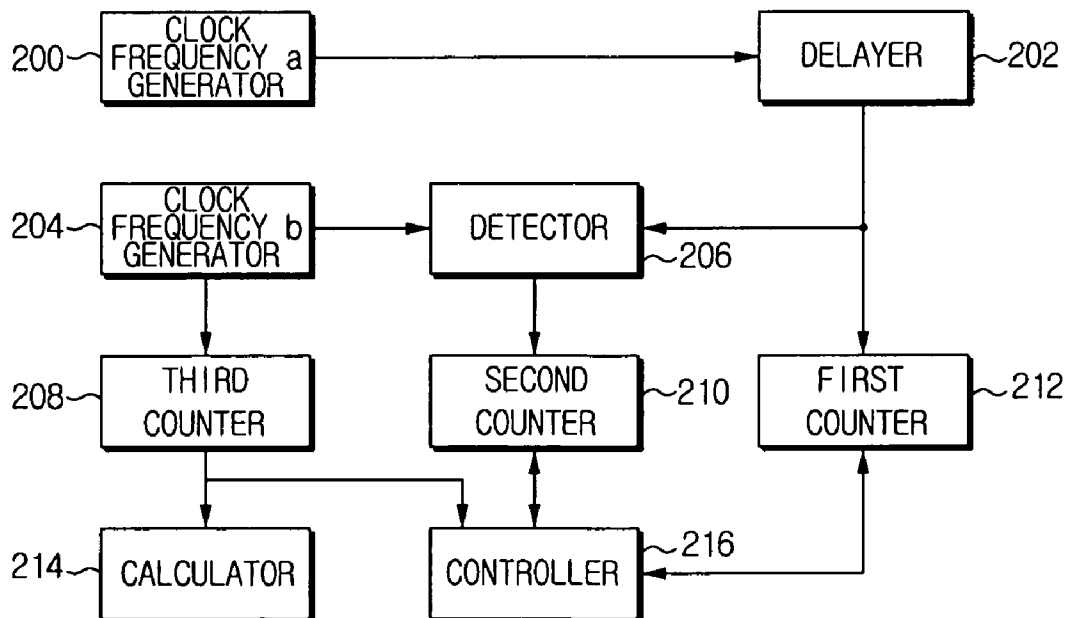 200
CLOCK
FREQUENCY a
GENERATOR
DELAYER
202
204
CLOCK
FREQUENCY b
GENERATOR
DETECTOR
206
208
THIRD
COUNTER
SECOND
COUNTER
210
FIRST
COUNTER
212
214
CALCULATOR
CONTROLLER
216